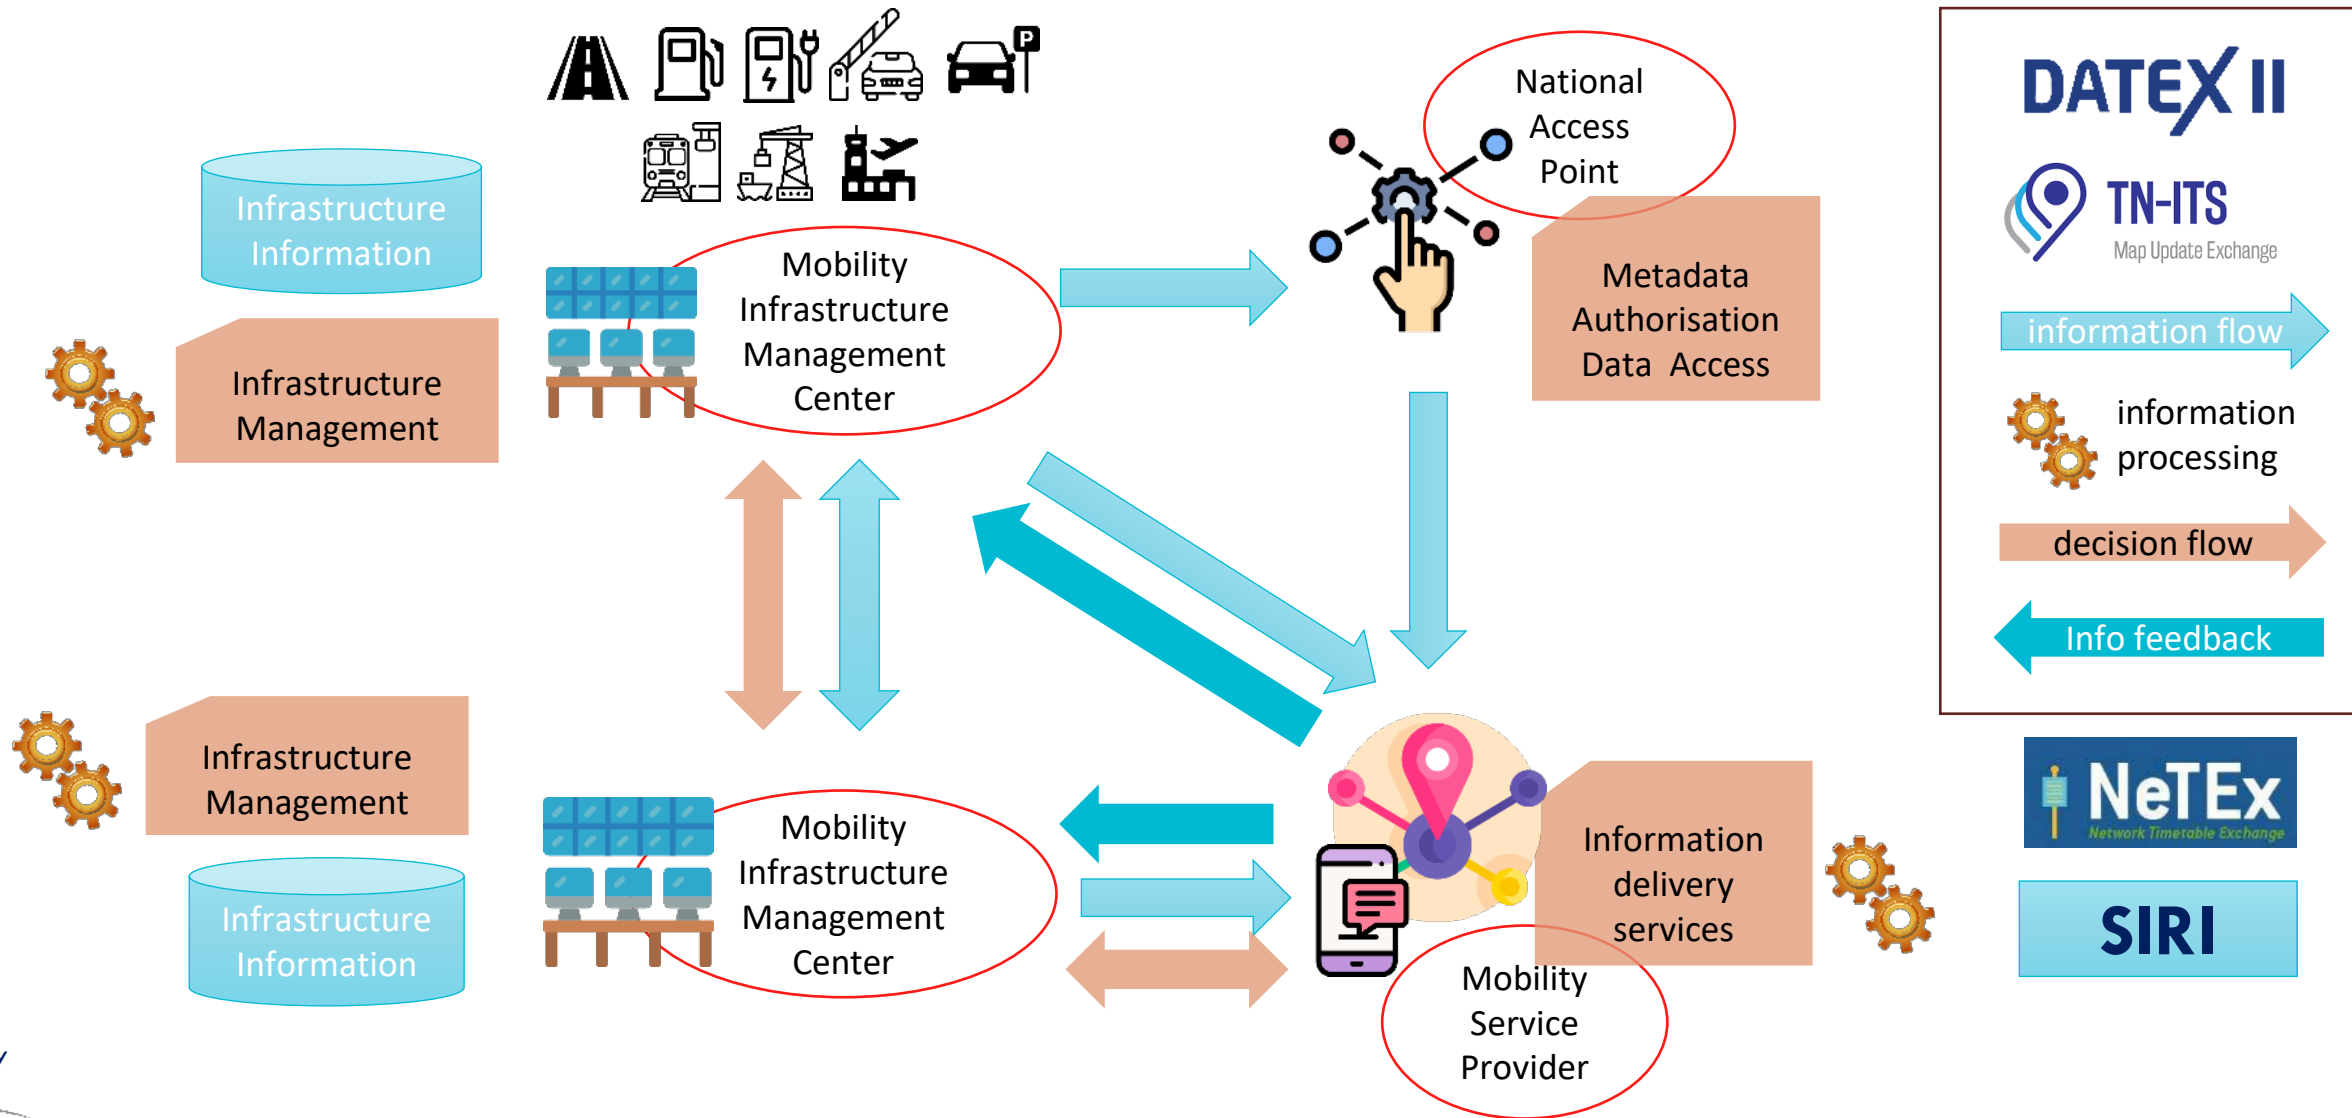 P
National
Access
Point
Infrastructure
Information
Mobility
Infrastructure
Management
Center
Metadata
Authorisation
Data Access
Infrastructure
Management
Infrastructure
Management
Infrastructure
Information
Mobility
Infrastructure
Management
Center
Information
delivery
services
Mobility
Service
Provider
DATEX II
TN-ITS
Map Update Exchange
information flow
information
processing
decision flow
Info feedback
NeTEx
Network Timetable Exchange
SIRI